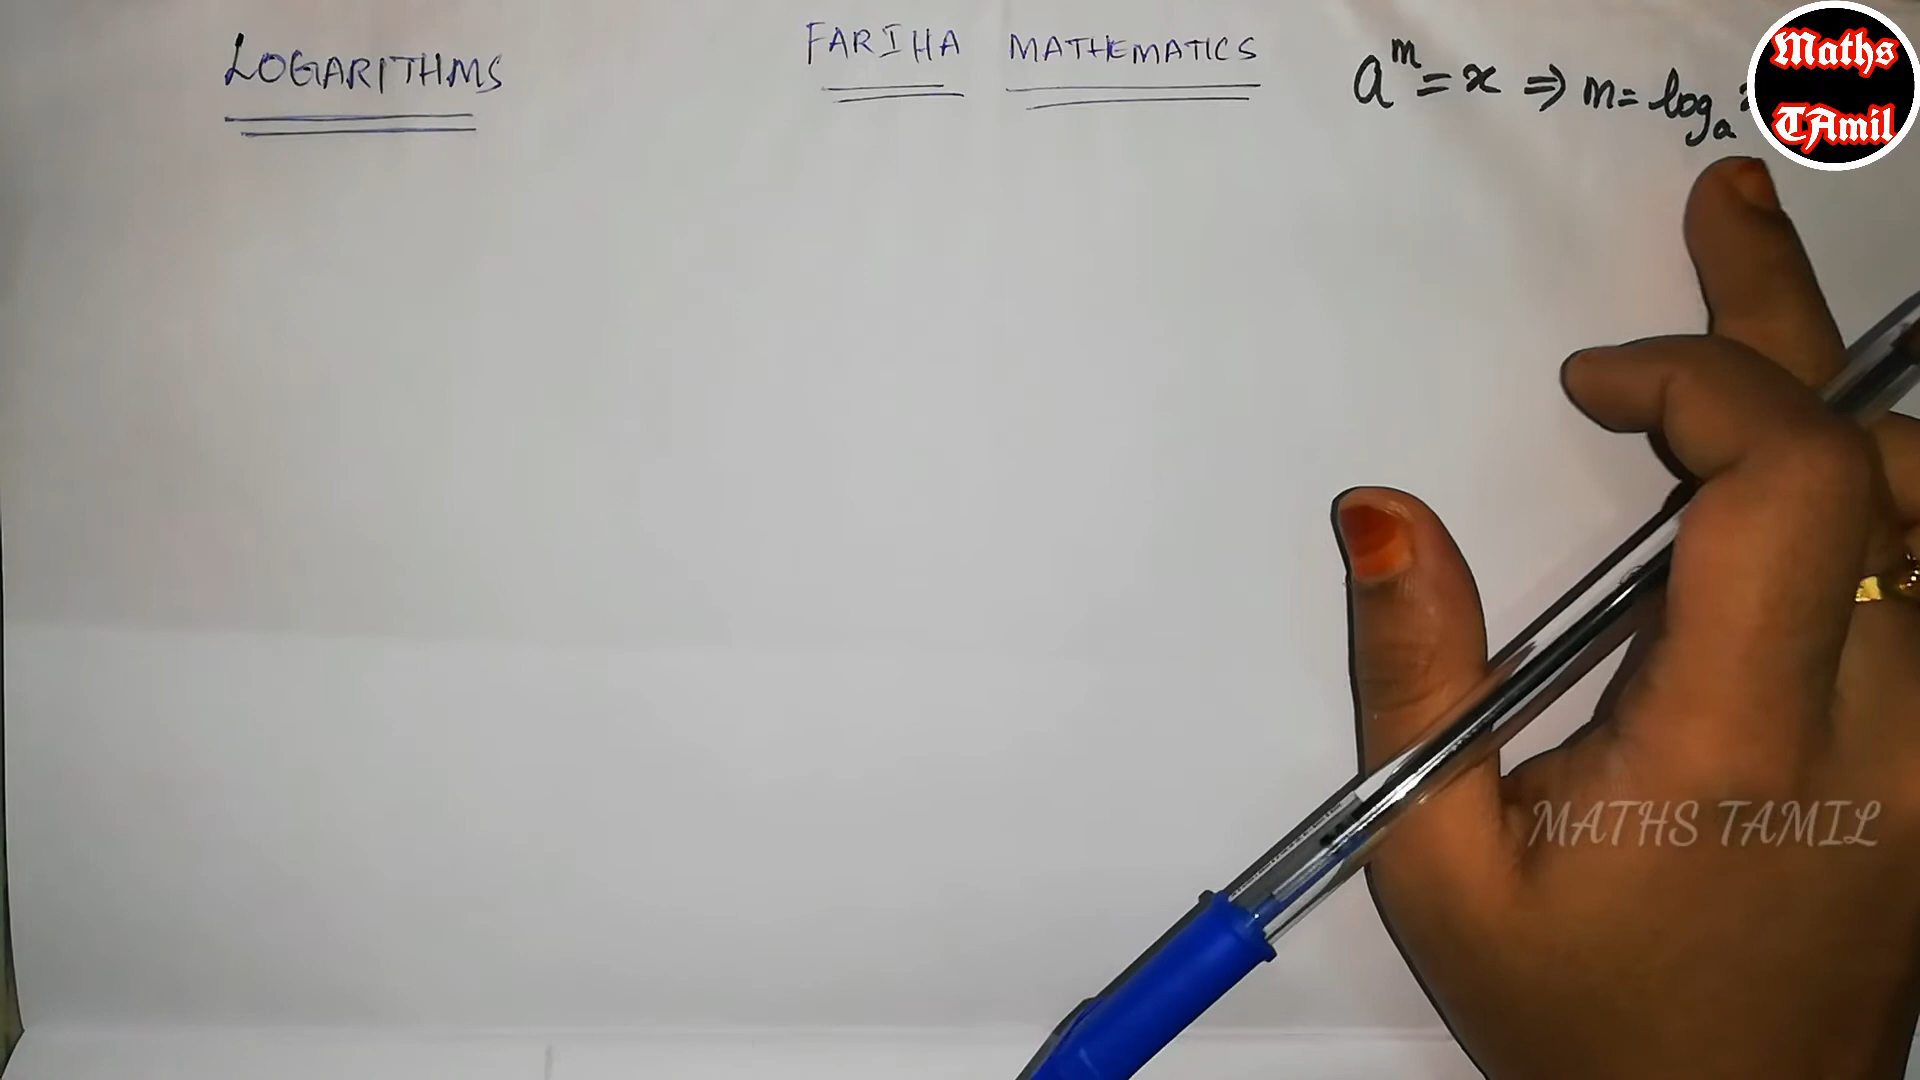 LOGARITHMS
FARIHA MATHEMATICS
a^m = x ⇒ m = log_a
Maths
TAmil
MATHS TAMIL